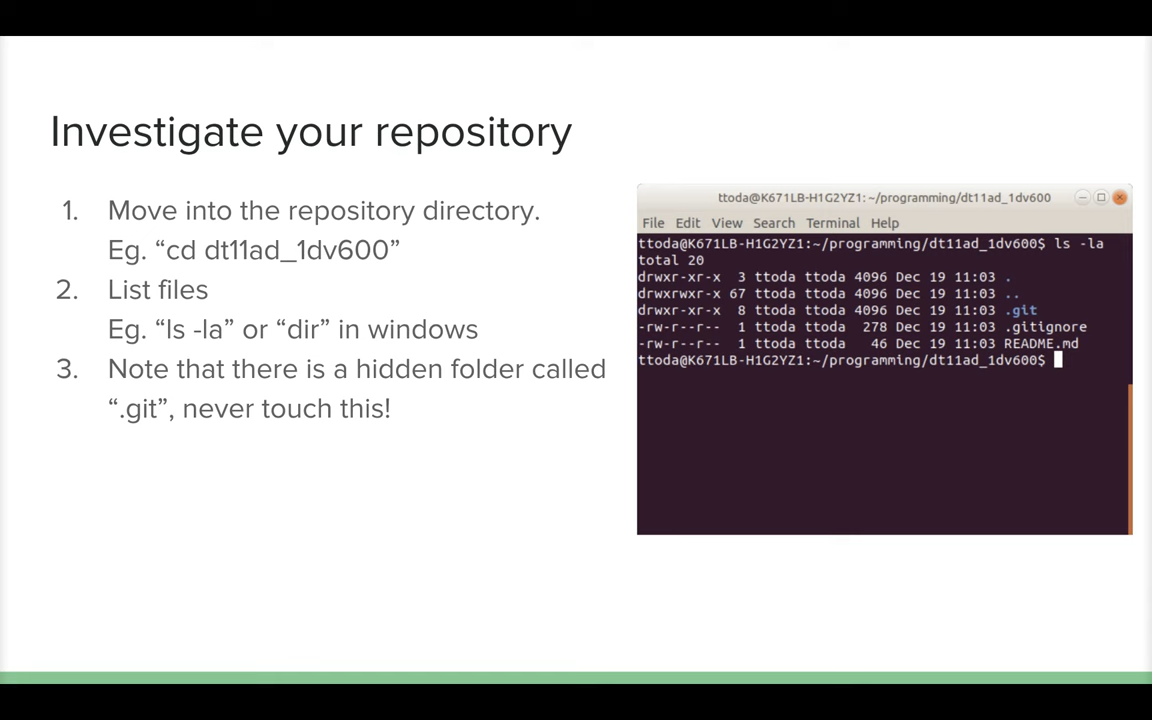 Investigate your repository
1. Move into the repository directory.
Eg. “cd dt11ad_1dv600”
2. List files
Eg. “ls -la” or “dir” in windows
3. Note that there is a hidden folder called
“.git”, never touch this!
ttoda@K671LB-H1G2YZ1: ~/programming/dt11ad_1dv600
File Edit View Search Terminal Help
ttoda@K671LB-H1G2YZ1:~/programming/dt11ad_1dv600$ ls -la
total 20
drwxr-xr-x 3 ttoda ttoda 4096 Dec 19 11:03 .
drwxrwxr-x 67 ttoda ttoda 4096 Dec 19 11:03 ..
drwxr-xr-x 8 ttoda ttoda 4096 Dec 19 11:03 .git
-rw-r--r-- 1 ttoda ttoda 278 Dec 19 11:03 .gitignore
-rw-r--r-- 1 ttoda ttoda 46 Dec 19 11:03 README.md
ttoda@K671LB-H1G2YZ1:~/programming/dt11ad_1dv600$